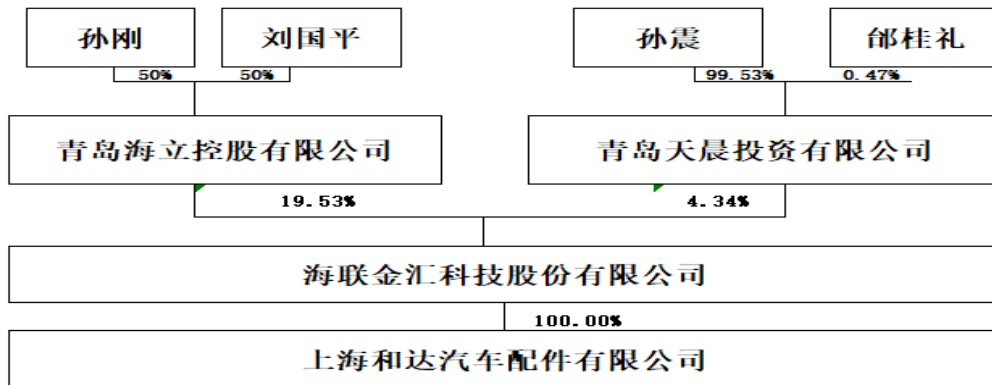 孙刚 刘国平 孙震 邰桂礼
50% 50% 99.53% 0.47%
青岛海立控股有限公司 青岛天晨投资有限公司
19.53% 4.34%
海联金汇科技股份有限公司
100.00%
上海和达汽车配件有限公司